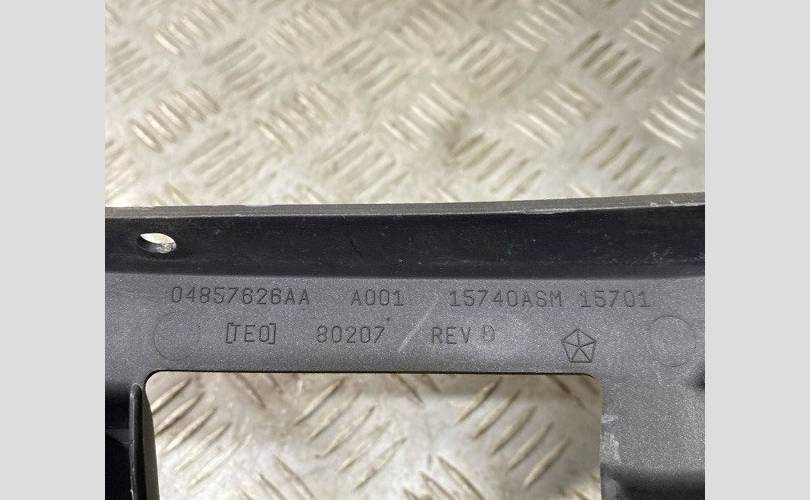 04857626AA A001 15740ASM 15701
[TEO] 80207 REV D